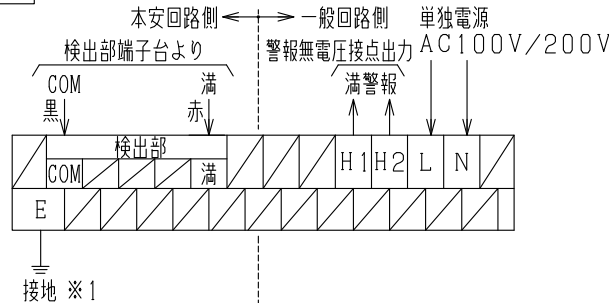 本安回路側 一般回路側 単独電源
検出部端子台より 警報無電圧接点出力 AC100V/200V
COM 満 満警報
黒 赤
検出部
COM 満 H1 H2 L N
E
接地 ※1